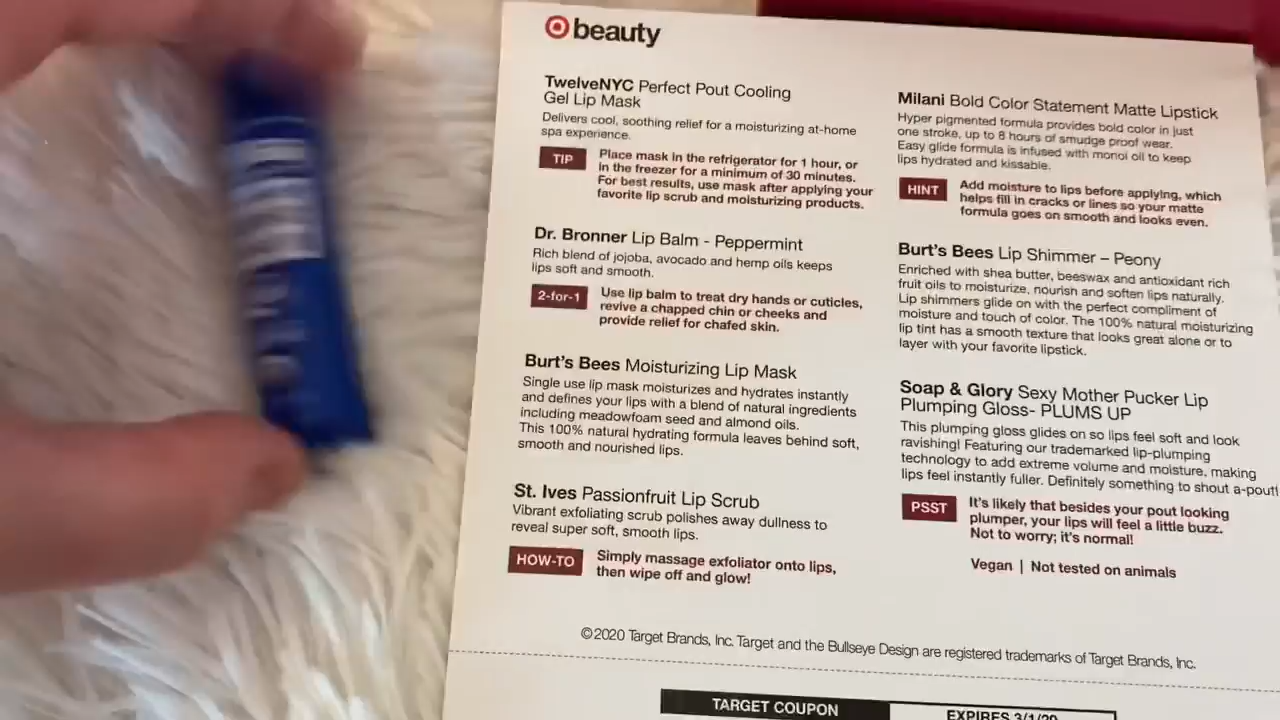 beauty
TwelveNYC Perfect Pout Cooling
Gel Lip Mask
Delivers cool, soothing relief for a moisturizing at-home
spa experience.
TIP
Place mask in the refrigerator for 1 hour, or
in the freezer for a minimum of 30 minutes.
For best results, use mask after applying your
favorite lip scrub and moisturizing products.
Dr. Bronner Lip Balm - Peppermint
Rich blend of jojoba, avocado and hemp oils keeps
lips soft and smooth.
2-for-1
Use lip balm to treat dry hands or cuticles,
revive a chapped chin or cheeks and
provide relief for chafed skin.
Burt's Bees Moisturizing Lip Mask
Single use lip mask moisturizes and hydrates instantly
and defines your lips with a blend of natural ingredients
including meadowfoam seed and almond oils.
This 100% natural hydrating formula leaves behind soft,
smooth and nourished lips.
St. Ives Passionfruit Lip Scrub
Vibrant exfoliating scrub polishes away dullness to
reveal super soft, smooth lips.
HOW-TO
Simply massage exfoliator onto lips,
then wipe off and glow!
Milani Bold Color Statement Matte Lipstick
Hyper pigmented formula provides bold color in just
one stroke, up to 8 hours of smudge proof wear.
Easy glide formula is infused with monoi oil to keep
lips hydrated and kissable.
HINT
Add moisture to lips before applying, which
helps fill in cracks or lines so your matte
formula goes on smooth and looks even.
Burt's Bees Lip Shimmer – Peony
Enriched with shea butter, beeswax and antioxidant rich
fruit oils to moisturize, nourish and soften lips naturally.
Lip shimmers glide on with the perfect compliment of
moisture and touch of color. The 100% natural moisturizing
lip tint has a smooth texture that looks great alone or to
layer with your favorite lipstick.
Soap & Glory Sexy Mother Pucker Lip
Plumping Gloss- PLUMS UP
This plumping gloss glides on so lips feel soft and look
ravishing! Featuring our trademarked lip-plumping
technology to add extreme volume and moisture, making
lips feel instantly fuller. Definitely something to shout a-pout!
PSST
It's likely that besides your pout looking
plumper, your lips will feel a little buzz.
Not to worry; it's normal!
Vegan | Not tested on animals
©2020 Target Brands, Inc. Target and the Bullseye Design are registered trademarks of Target Brands, Inc.
TARGET COUPON
EXPIRES 3/1/20